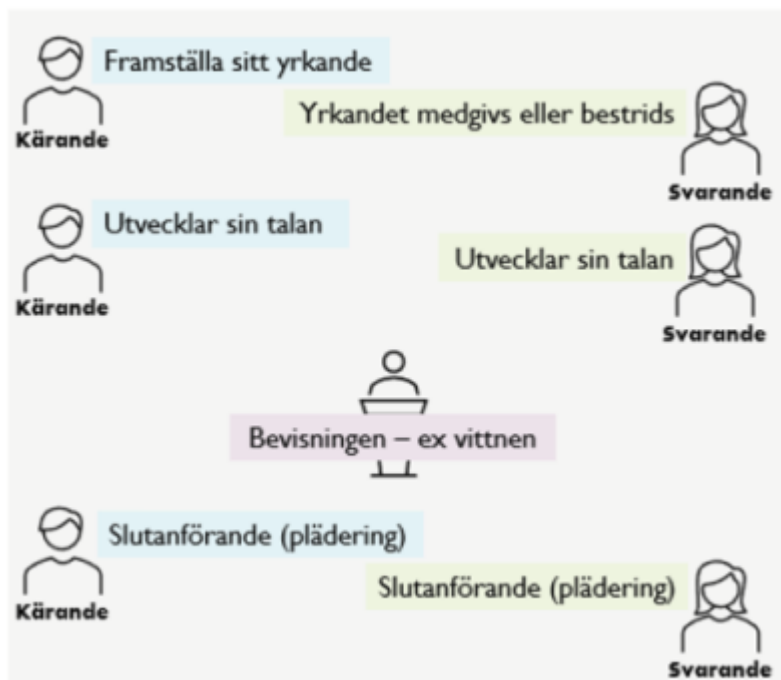 Framställa sitt yrkande
Kärande
Yrkandet medgivs eller bestrids
Svarande
Utvecklar sin talan
Kärande
Utvecklar sin talan
Svarande
Bevisningen – ex vittnen
Slutanförande (plädering)
Kärande
Slutanförande (plädering)
Svarande